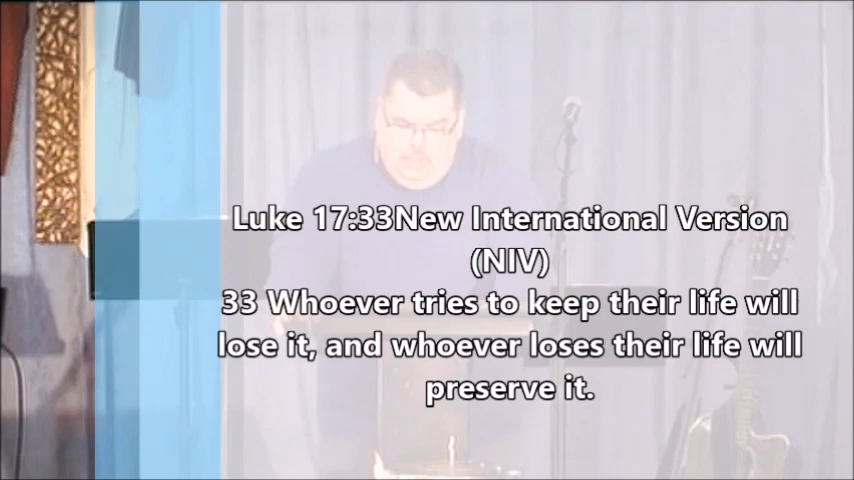 Luke 17:33New International Version
(NIV)
33 Whoever tries to keep their life will
lose it, and whoever loses their life will
preserve it.